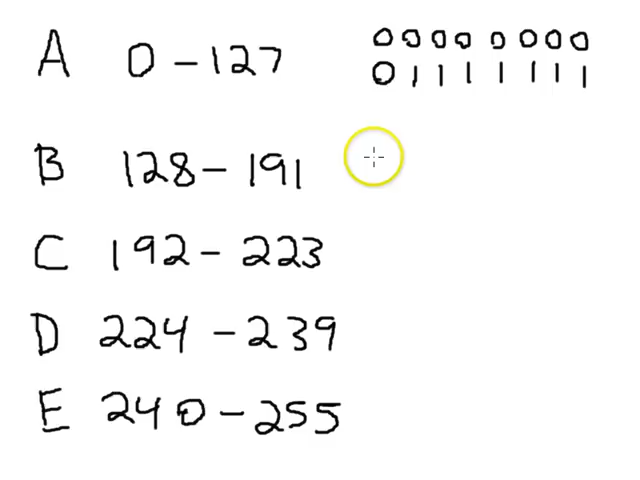 A 0 - 127 00000000
01111111
B 128 - 191
C 192 - 223
D 224 - 239
E 240 - 255